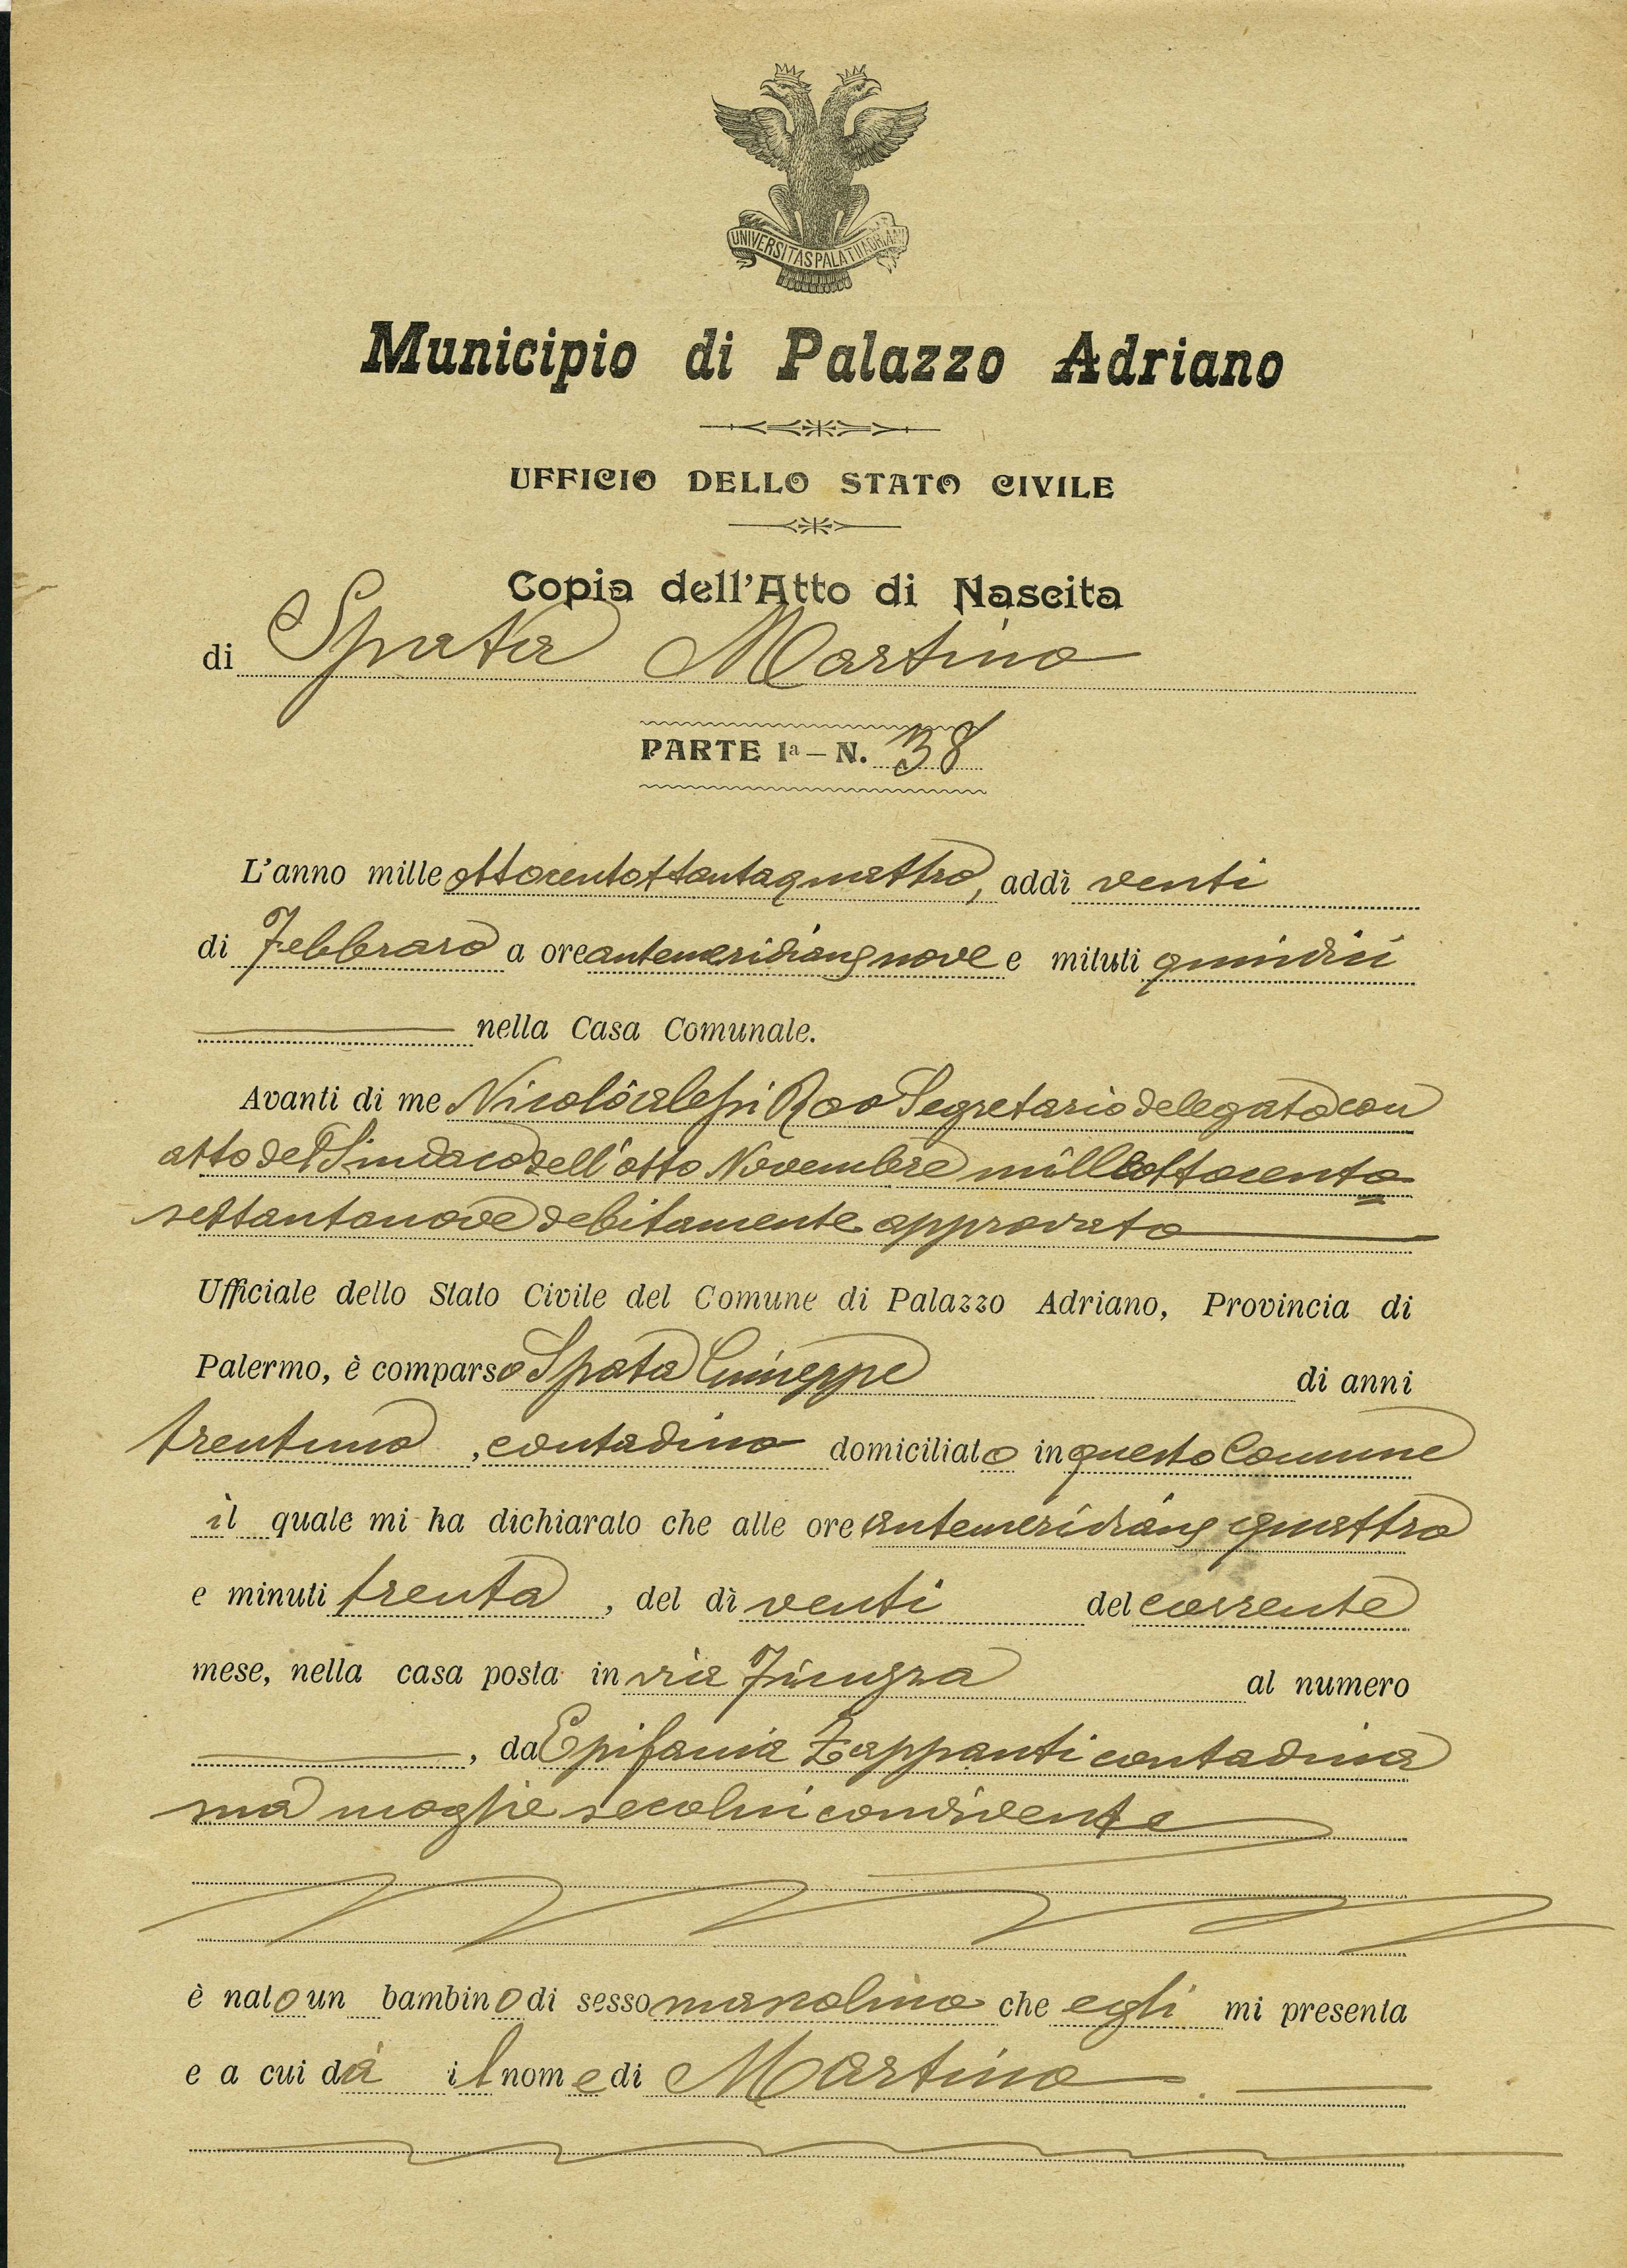 UNIVERSITAS PALATII ADRIANI
Municipio di Palazzo Adriano
UFFICIO DELLO STATO CIVILE
Copia dell'Atto di Nascita
di Spata Martino
PARTE 1ª — N. 38
L'anno mille ottocentottantaquattro, addì venti
di Febbraro a ore antemeridiane nove e mituti quindici
nella Casa Comunale.
Avanti di me Nicolò Alessi Rao Segretario delegato con
atto del Sindaco dell'otto Novembre milleottocento
settantanove debitamente approvato
Ufficiale dello Stato Civile del Comune di Palazzo Adriano, Provincia di
Palermo, è comparso Spata Giuseppe di anni
trentuno, contadino domiciliato in questo Comune
il quale mi ha dichiarato che alle ore antemeridiane quattro
e minuti trenta, del dì venti del corrente
mese, nella casa posta in via al numero
, da Epifania Zappanti contadina
sua moglie secolui convivente
è nato un bambino di sesso mascolino che egli mi presenta
e a cui dà il nome di Martino